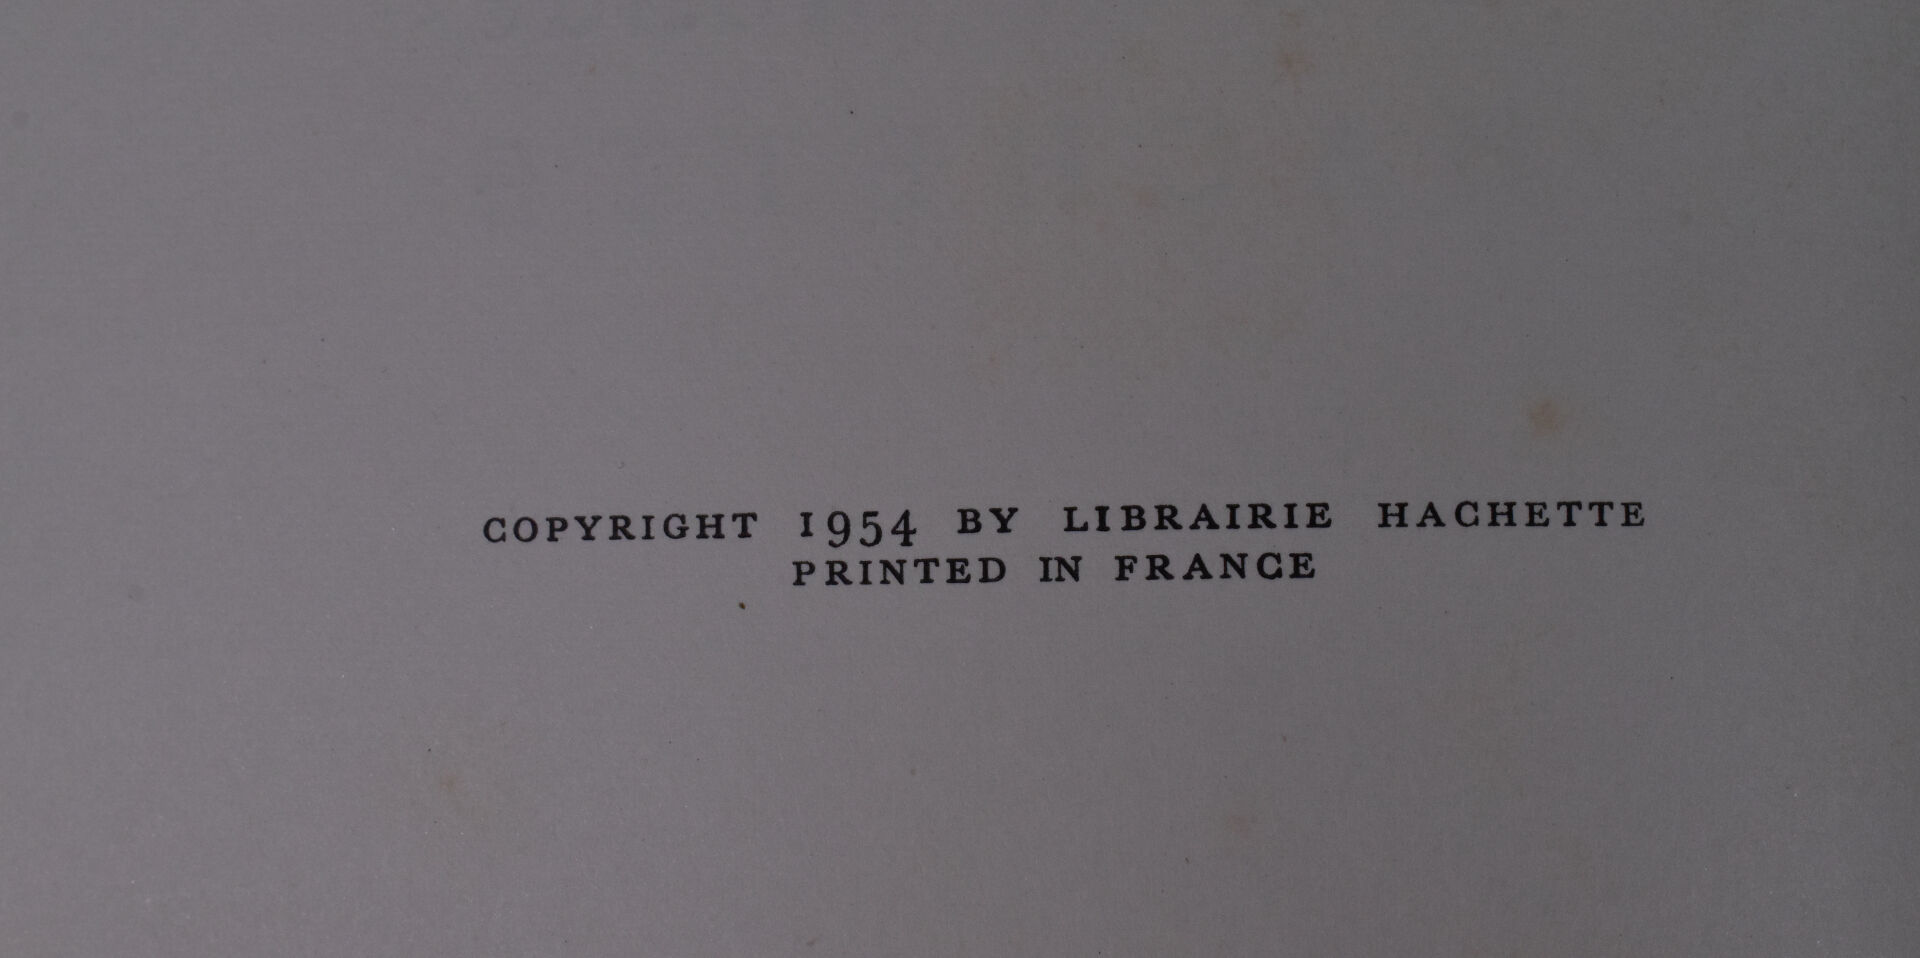 COPYRIGHT 1954 BY LIBRAIRIE HACHETTE
PRINTED IN FRANCE